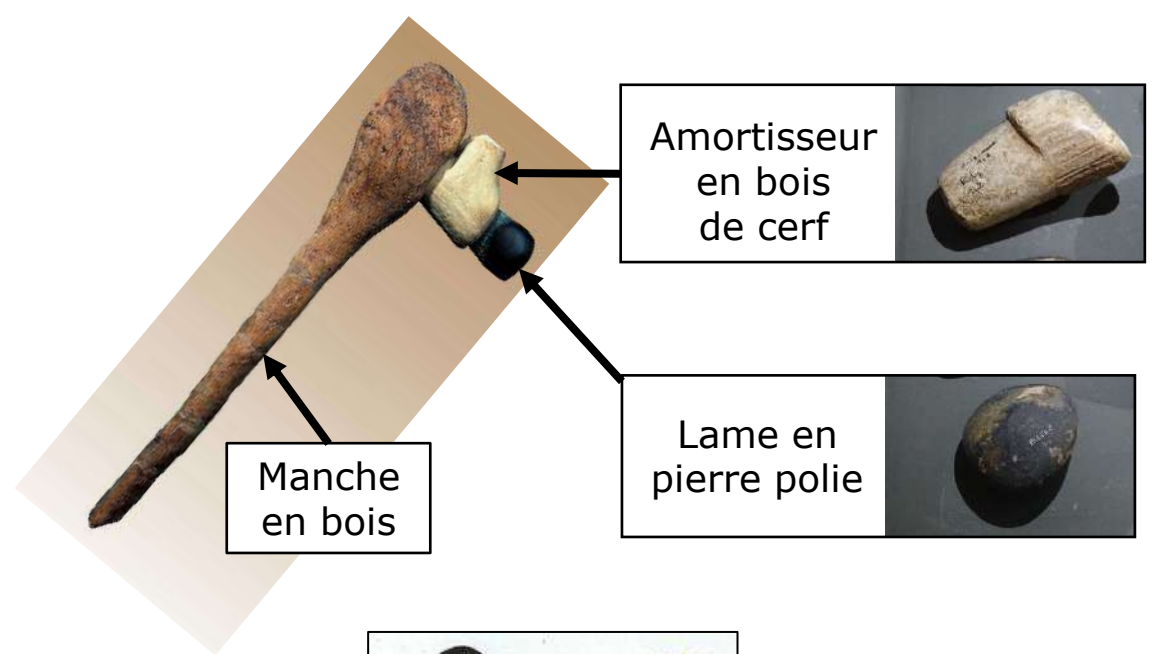 Amortisseur
en bois
de cerf
Lame en
pierre polie
Manche
en bois